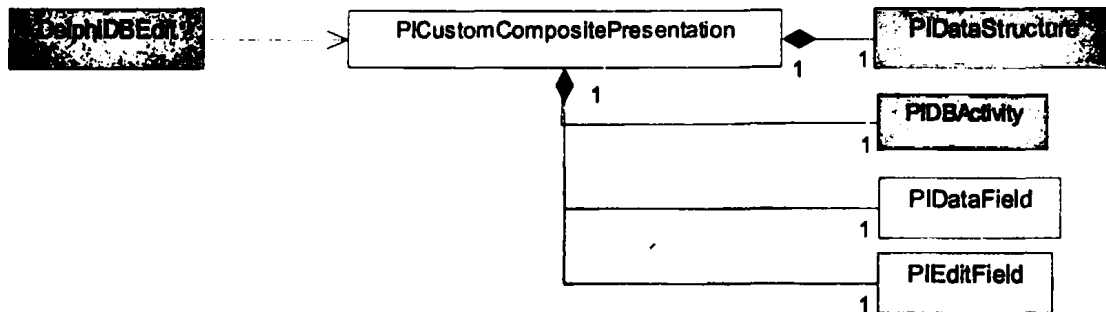 DelphiDBEdit
PICustomCompositePresentation
PIDataStructure
1
1
1
PIDBActivity
1
PIDataField
1
PIEditField
1